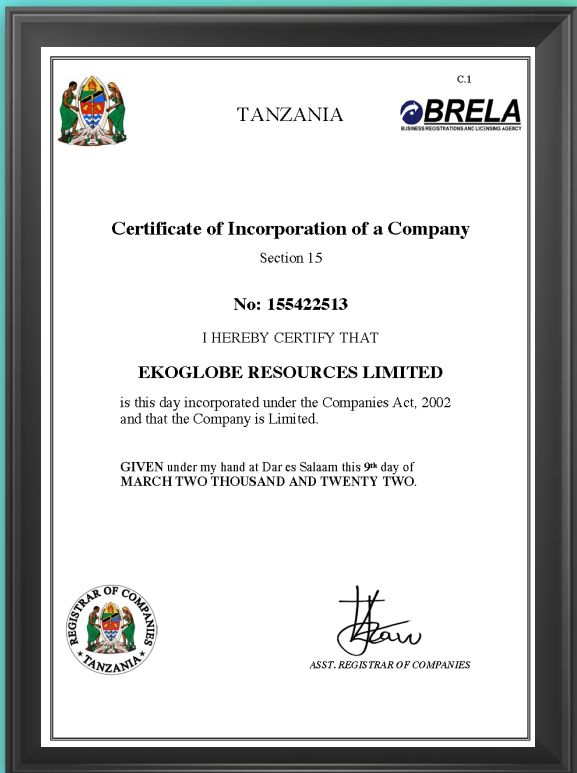 C.1
TANZANIA
BRELA
BUSINESS REGISTRATIONS AND LICENSING AGENCY
Certificate of Incorporation of a Company
Section 15
No: 155422513
I HEREBY CERTIFY THAT
EKOGLOBE RESOURCES LIMITED
is this day incorporated under the Companies Act, 2002
and that the Company is Limited.
GIVEN under my hand at Dar es Salaam this 9th day of
MARCH TWO THOUSAND AND TWENTY TWO.
REGISTRAR OF COMPANIES
* TANZANIA *
ASST. REGISTRAR OF COMPANIES